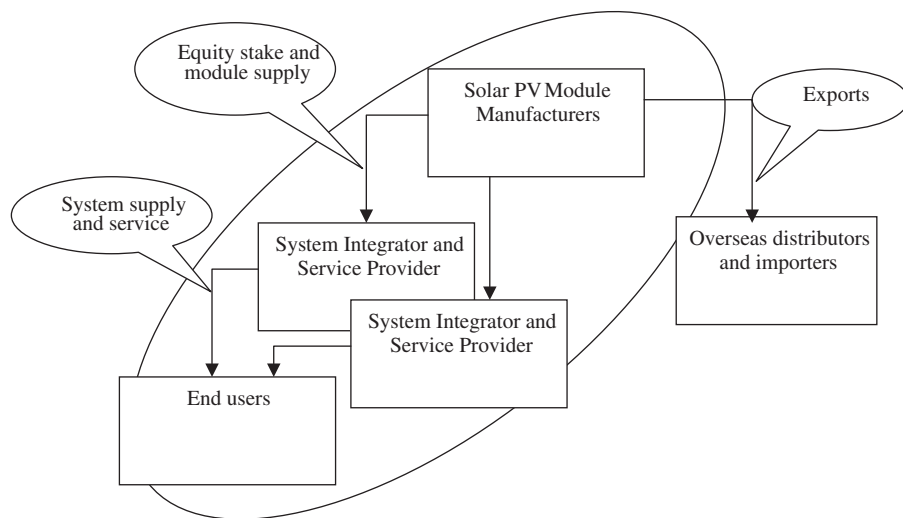 Equity stake and
module supply
Solar PV Module
Manufacturers
Exports
System supply
and service
System Integrator and
Service Provider
Overseas distributors
and importers
System Integrator and
Service Provider
End users